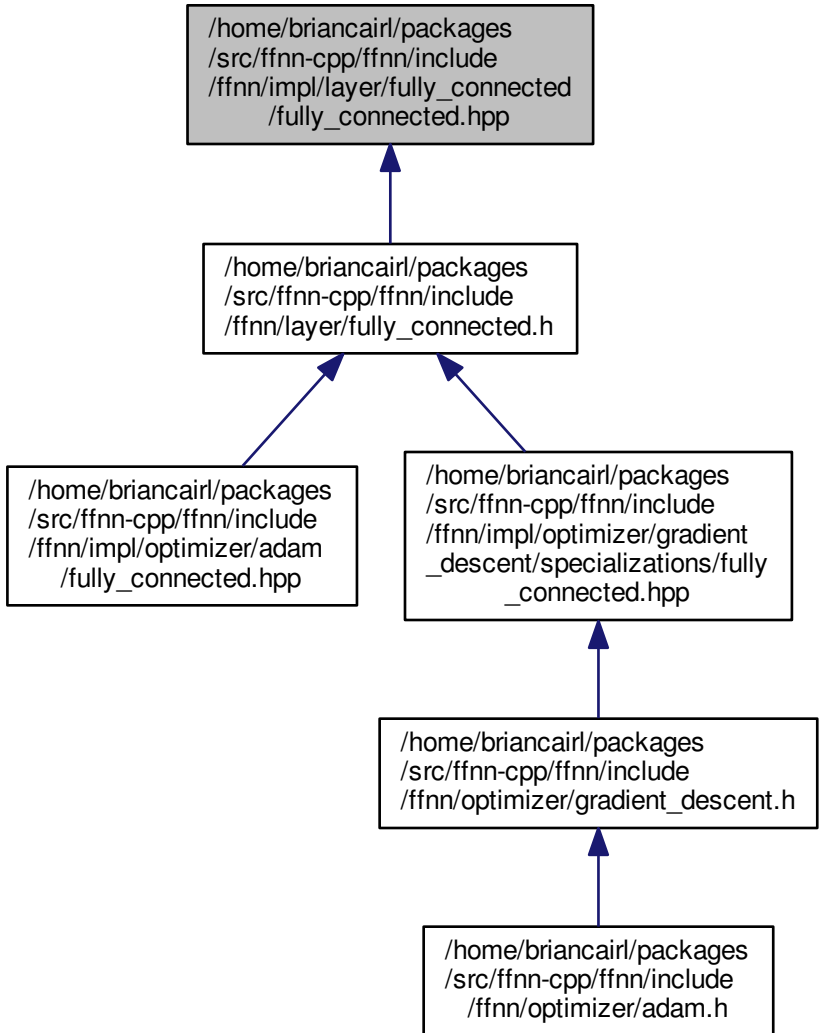 /home/briancairl/packages
/src/ffnn-cpp/ffnn/include
/ffnn/impl/layer/fully_connected
/fully_connected.hpp
/home/briancairl/packages
/src/ffnn-cpp/ffnn/include
/ffnn/layer/fully_connected.h
/home/briancairl/packages
/src/ffnn-cpp/ffnn/include
/ffnn/impl/optimizer/adam
/fully_connected.hpp
/home/briancairl/packages
/src/ffnn-cpp/ffnn/include
/ffnn/impl/optimizer/gradient
_descent/specializations/fully
_connected.hpp
/home/briancairl/packages
/src/ffnn-cpp/ffnn/include
/ffnn/optimizer/gradient_descent.h
/home/briancairl/packages
/src/ffnn-cpp/ffnn/include
/ffnn/optimizer/adam.h